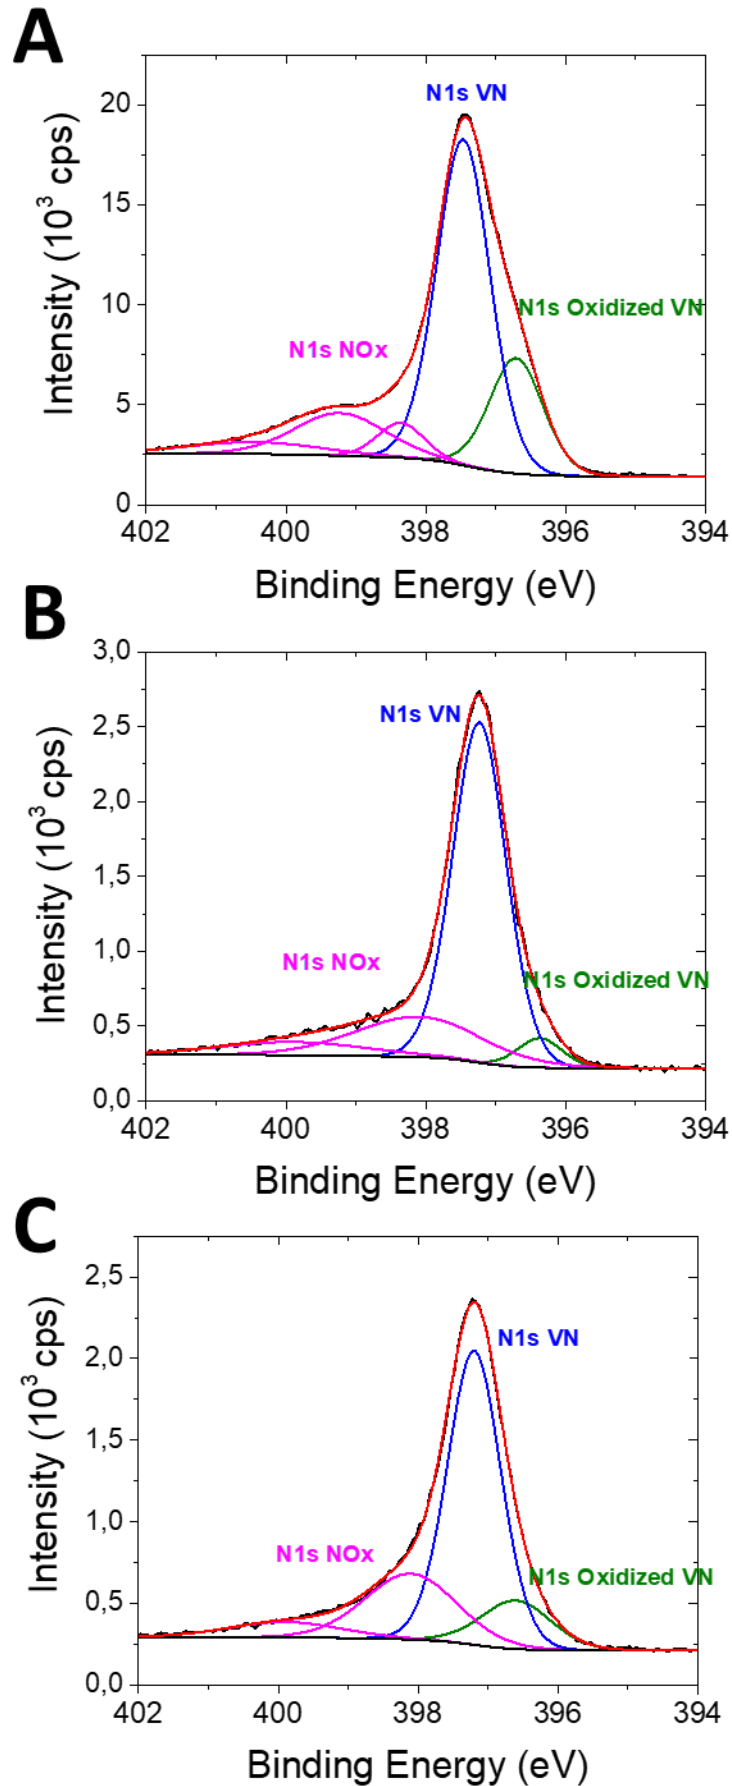 A
Intensity (10³ cps)
20
15
10
5
0
N1s VN
N1s Oxidized VN
N1s NOx
402 400 398 396 394
Binding Energy (eV)
B
Intensity (10³ cps)
3,0
2,5
2,0
1,5
1,0
0,5
0,0
N1s VN
N1s NOx
N1s Oxidized VN
402 400 398 396 394
Binding Energy (eV)
C
Intensity (10³ cps)
2,5
2,0
1,5
1,0
0,5
0,0
N1s VN
N1s NOx
N1s Oxidized VN
402 400 398 396 394
Binding Energy (eV)